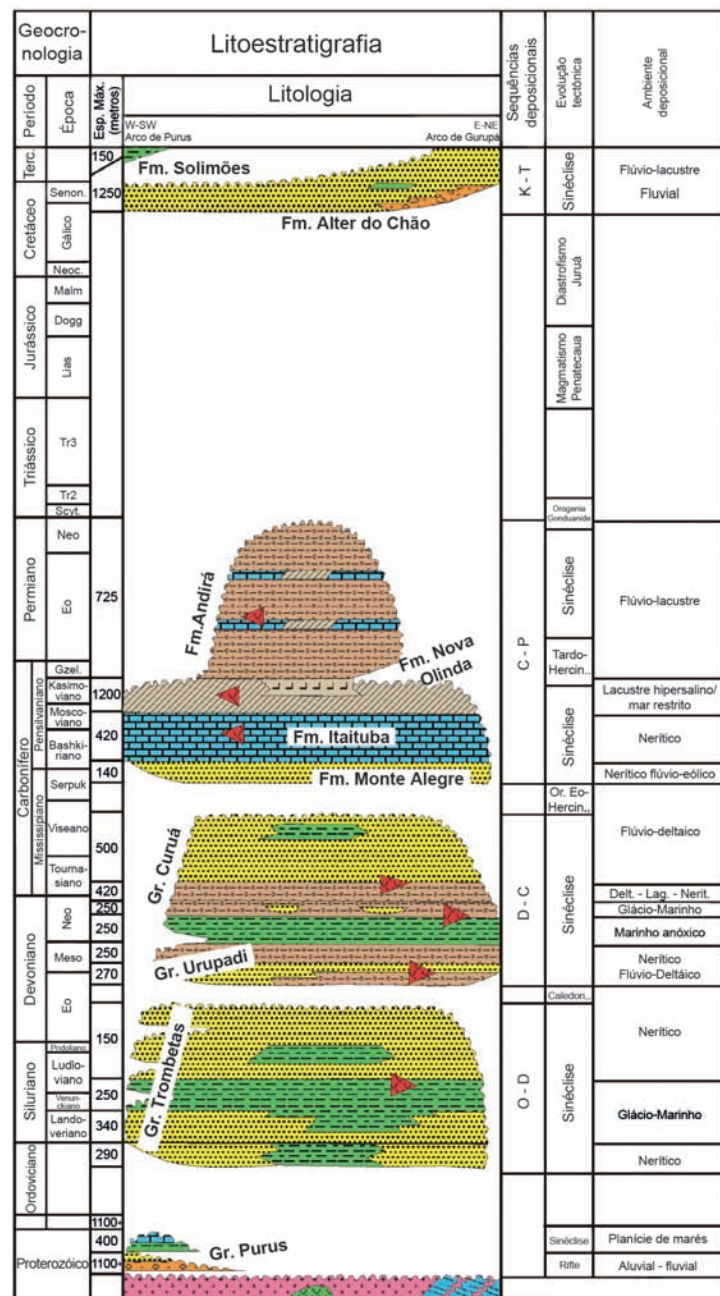 Geocro-
nologia
Litoestratigrafia
Período
Época
Esp. Máx.
(metros)
Litologia
W-SW
Arco de Purus
E-NE
Arco de Gurupá
Sequências
deposicionais
Evolução
tectônica
Ambiente
deposicional
Terc.
150
Fm. Solimões
K - T
Sinéclise
Flúvio-lacustre
Cretáceo
Senon.
1250
Fluvial
Fm. Alter do Chão
Gálico
Diastrofismo
Juruá
Neoc.
Jurássico
Malm
Dogg
Lias
Magmatismo
Penatecaua
Triássico
Tr3
Tr2
Scyt.
Orogenia
Gonduanide
Permiano
Neo
Eo
725
Fm.Andirá
C - P
Sinéclise
Flúvio-lacustre
Tardo-
Hercin..
Carbonífero
Pensilvaniano
Gzel.
Kasimo-
viano
1200
Fm. Nova
Olinda
Lacustre hipersalino/
mar restrito
Mosco-
viano
420
Fm. Itaituba
Sinéclise
Nerítico
Bashki-
riano
140
Fm. Monte Alegre
Nerítico flúvio-eólico
Mississipiano
Serpuk
Or. Eo-
Hercin..
Viseano
500
Gr. Curuá
D - C
Sinéclise
Flúvio-deltaico
Tourna-
siano
420
Delt. - Lag. - Nerit.
Devoniano
Neo
250
Glácio-Marinho
250
Marinho anóxico
Meso
250
Gr. Urupadi
Nerítico
270
Flúvio-Deltáico
Eo
Caledon..
150
Gr. Trombetas
O - D
Sinéclise
Nerítico
Siluriano
Pridoliano
Ludlo-
viano
250
Glácio-Marinho
Lando-
veriano
340
Ordoviciano
290
Nerítico
1100+
Proterozóico
400
Gr. Purus
Sinéclise
Planície de marés
1100+
Rifte
Aluvial - fluvial